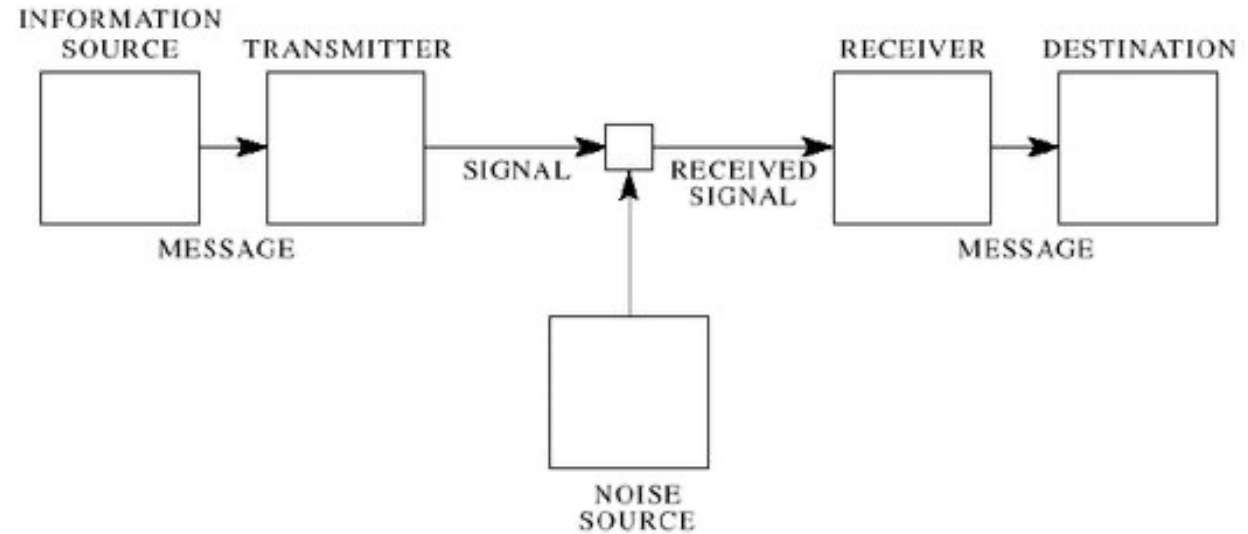 INFORMATION
SOURCE
TRANSMITTER
RECEIVER
DESTINATION
SIGNAL
RECEIVED
SIGNAL
MESSAGE
MESSAGE
NOISE
SOURCE